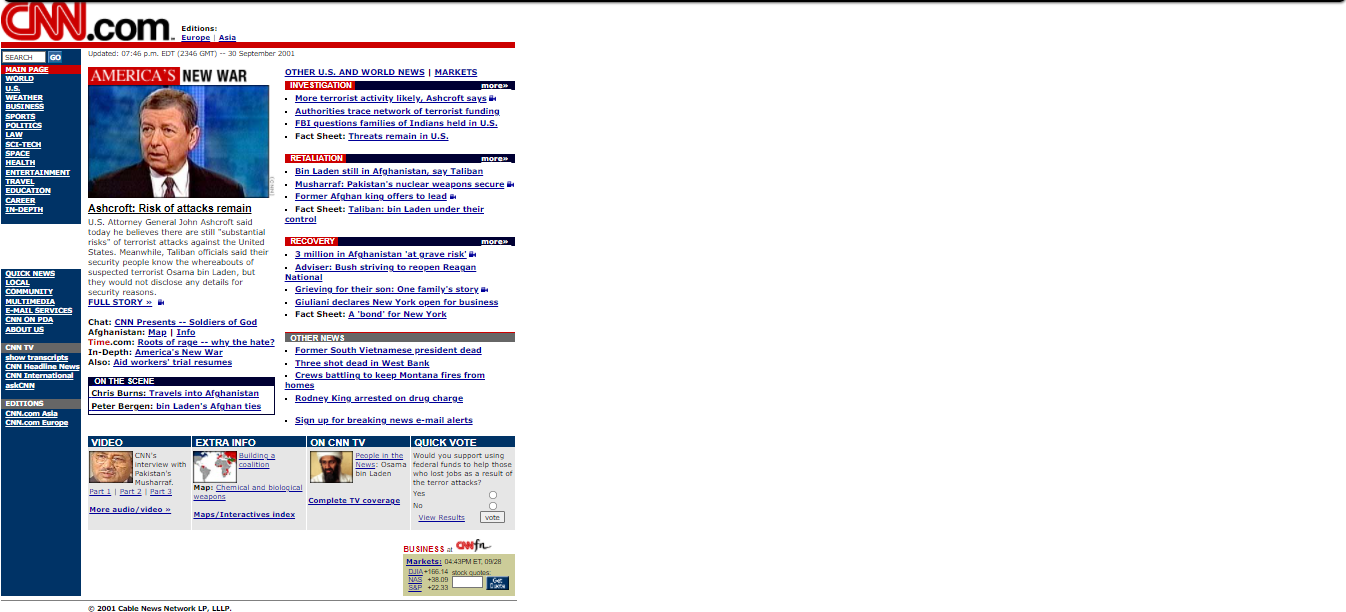 CNN.com
Editions:
Europe | Asia
Updated: 07:46 p.m. EDT (2346 GMT) -- 30 September 2001
SEARCH GO
MAIN PAGE
WORLD
U.S.
WEATHER
BUSINESS
SPORTS
POLITICS
LAW
SCI-TECH
SPACE
HEALTH
ENTERTAINMENT
TRAVEL
EDUCATION
CAREER
IN-DEPTH
QUICK NEWS
LOCAL
COMMUNITY
MULTIMEDIA
E-MAIL SERVICES
CNN ON PDA
ABOUT US
CNN TV
show transcripts
CNN Headline News
CNN International
askCNN
EDITIONS
CNN.com Asia
CNN.com Europe
AMERICA'S NEW WAR
Ashcroft: Risk of attacks remain
U.S. Attorney General John Ashcroft said
today he believes there are still "substantial
risks" of terrorist attacks against the United
States. Meanwhile, Taliban officials said their
security people know the whereabouts of
suspected terrorist Osama bin Laden, but
they would not disclose any details for
security reasons.
FULL STORY »
Chat: CNN Presents -- Soldiers of God
Afghanistan: Map | Info
Time.com: Roots of rage -- why the hate?
In-Depth: America's New War
Also: Aid workers' trial resumes
ON THE SCENE
Chris Burns: Travels into Afghanistan
Peter Bergen: bin Laden's Afghan ties
OTHER U.S. AND WORLD NEWS | MARKETS
INVESTIGATION more»
More terrorist activity likely, Ashcroft says
Authorities trace network of terrorist funding
FBI questions families of Indians held in U.S.
Fact Sheet: Threats remain in U.S.
RETALIATION more»
Bin Laden still in Afghanistan, say Taliban
Musharraf: Pakistan's nuclear weapons secure
Former Afghan king offers to lead
Fact Sheet: Taliban: bin Laden under their
control
RECOVERY more»
3 million in Afghanistan 'at grave risk'
Adviser: Bush striving to reopen Reagan
National
Grieving for their son: One family's story
Giuliani declares New York open for business
Fact Sheet: A 'bond' for New York
OTHER NEWS
Former South Vietnamese president dead
Three shot dead in West Bank
Crews battling to keep Montana fires from
homes
Rodney King arrested on drug charge
Sign up for breaking news e-mail alerts
VIDEO
CNN's
interview with
Pakistan's
Musharraf.
Part 1 | Part 2 | Part 3
More audio/video »
EXTRA INFO
Building a
coalition
Map: Chemical and biological
weapons
Maps/Interactives index
ON CNN TV
People in the
News: Osama
bin Laden
Complete TV coverage
QUICK VOTE
Would you support using
federal funds to help those
who lost jobs as a result of
the terror attacks?
Yes
No
View Results vote
BUSINESS at CNNfn
Markets: 04:43PM ET, 09/28
DJIA +166.14 stock quotes:
NAS +38.09
S&P +22.33
Get Quote
© 2001 Cable News Network LP, LLLP.